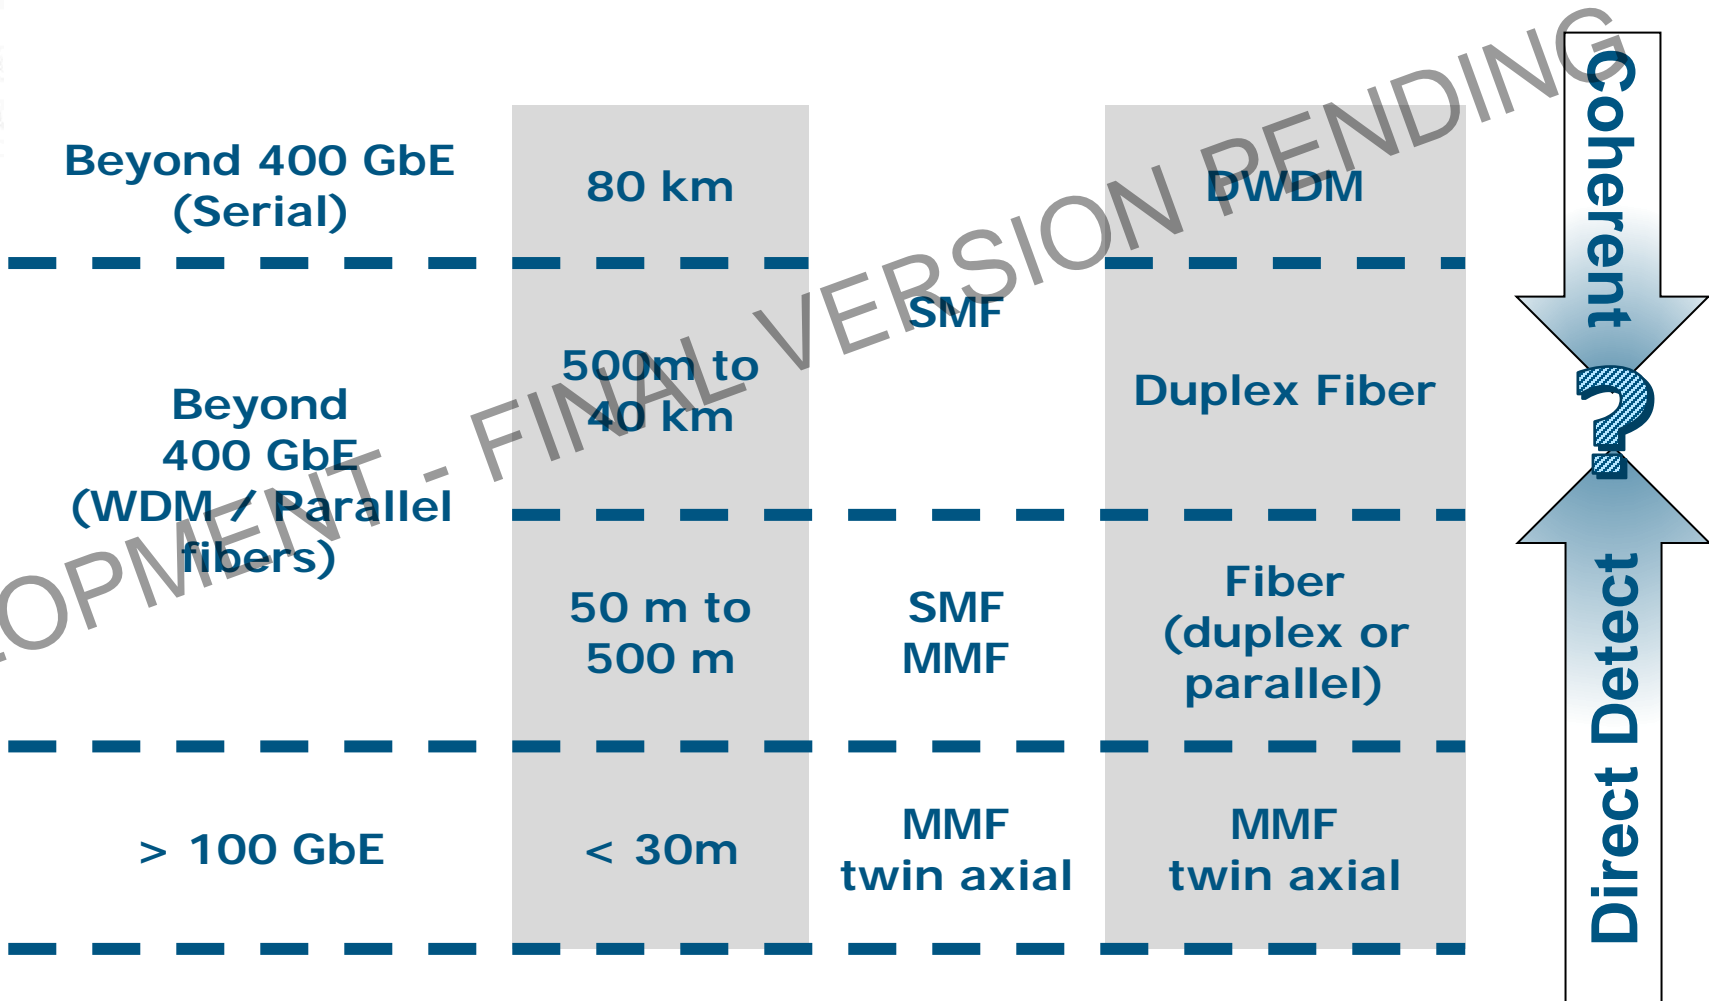 Beyond 400 GbE
(Serial)
80 km
DWDM
SMF
Beyond
400 GbE
(WDM / Parallel
fibers)
500m to
40 km
Duplex Fiber
50 m to
500 m
SMF
MMF
Fiber
(duplex or
parallel)
> 100 GbE
< 30m
MMF
twin axial
MMF
twin axial
Coherent
?
Direct Detect
OPMENT - FINAL VERSION PENDING